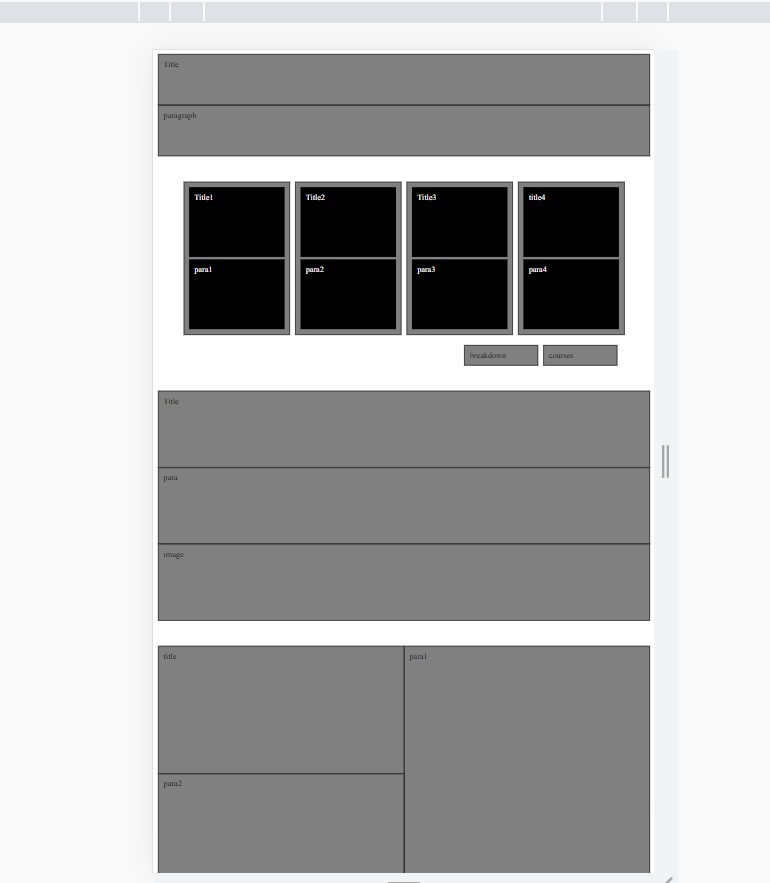 Title
paragraph
Title1
Title2
Title3
title4
para1
para2
para3
para4
breakdown
courses
Title
para
image
title
para1
para2